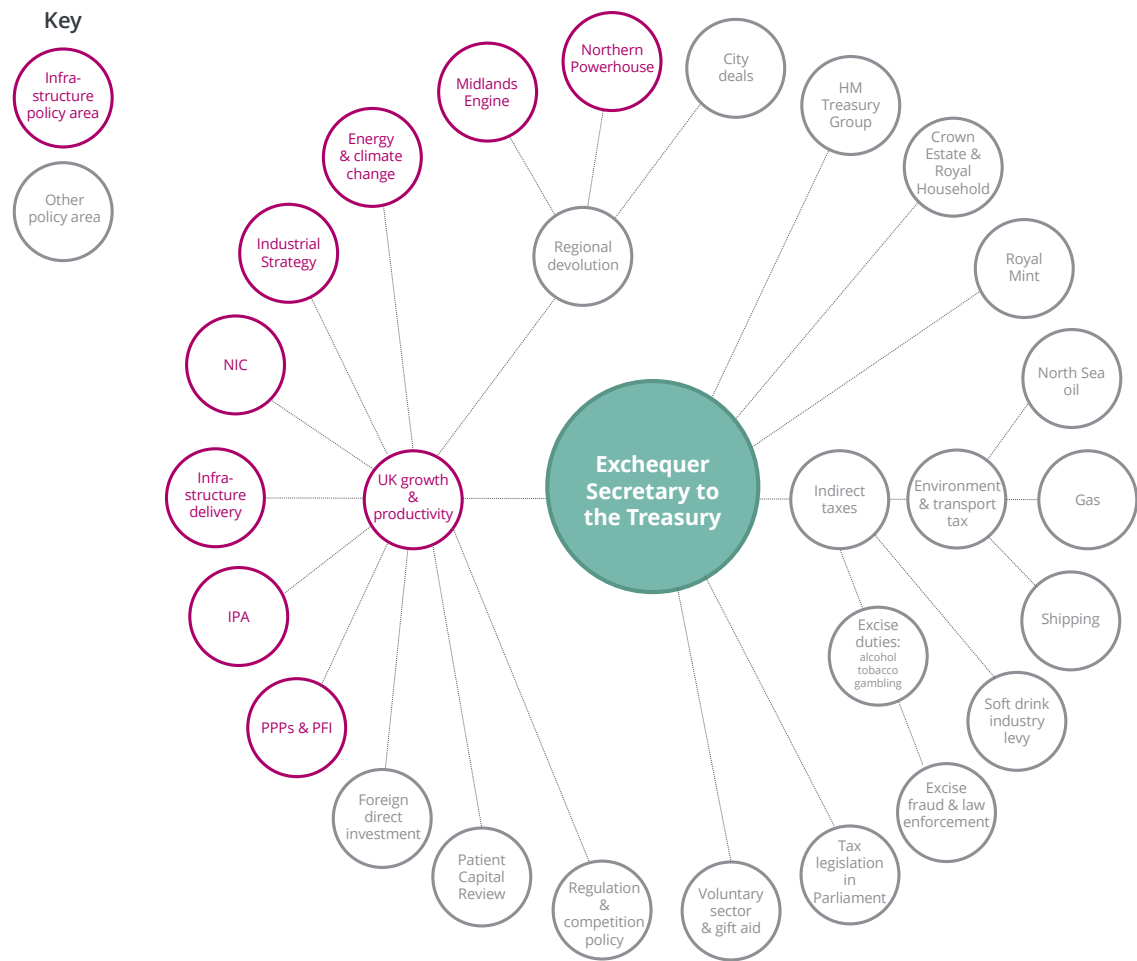 Key
Infra-
structure
policy area
Other
policy area
Northern
Powerhouse
City
deals
Midlands
Engine
HM
Treasury
Group
Energy
& climate
change
Crown
Estate &
Royal
Household
Industrial
Strategy
Regional
devolution
Royal
Mint
NIC
North Sea
oil
Infra-
structure
delivery
UK growth
&
productivity
Exchequer
Secretary to
the Treasury
Indirect
taxes
Environment
& transport
tax
Gas
IPA
Shipping
Excise
duties:
alcohol
tobacco
gambling
PPPs & PFI
Soft drink
industry
levy
Foreign
direct
investment
Excise
fraud & law
enforcement
Patient
Capital
Review
Regulation
&
competition
policy
Voluntary
sector
& gift aid
Tax
legislation
in
Parliament